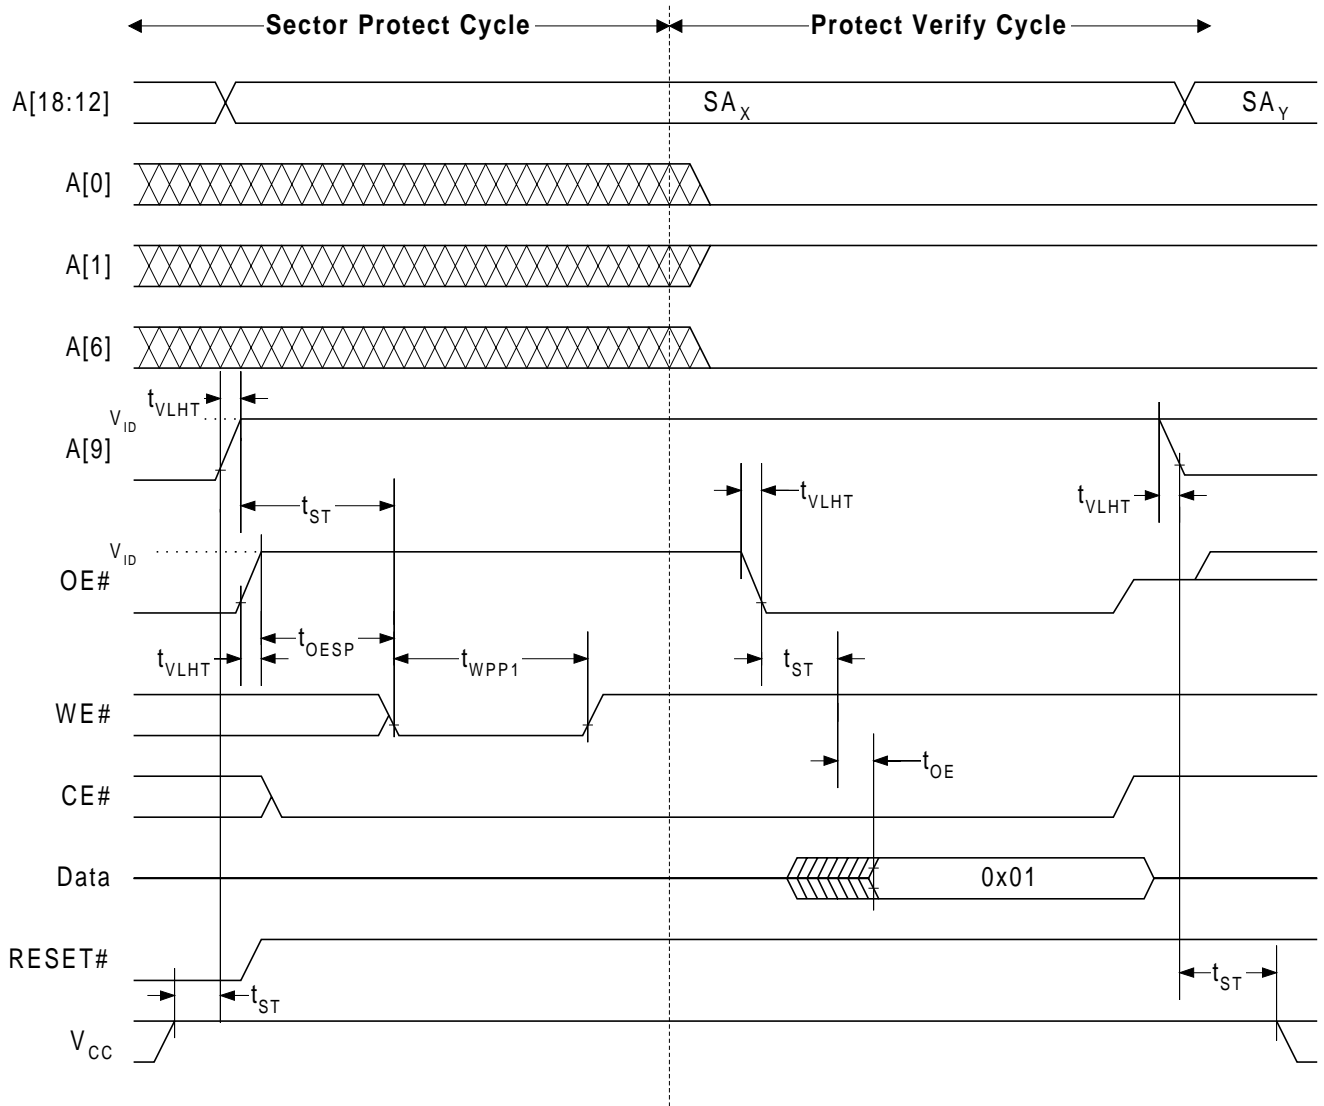 Sector Protect Cycle Protect Verify Cycle
A[18:12] SAX SAY
A[0]
A[1]
A[6]
tVLHT
VID
A[9]
tST tVLHT tVLHT
VID
OE#
tVLHT tOESP tWPP1 tST
WE#
tOE
CE#
Data 0x01
RESET#
tST tST
VCC